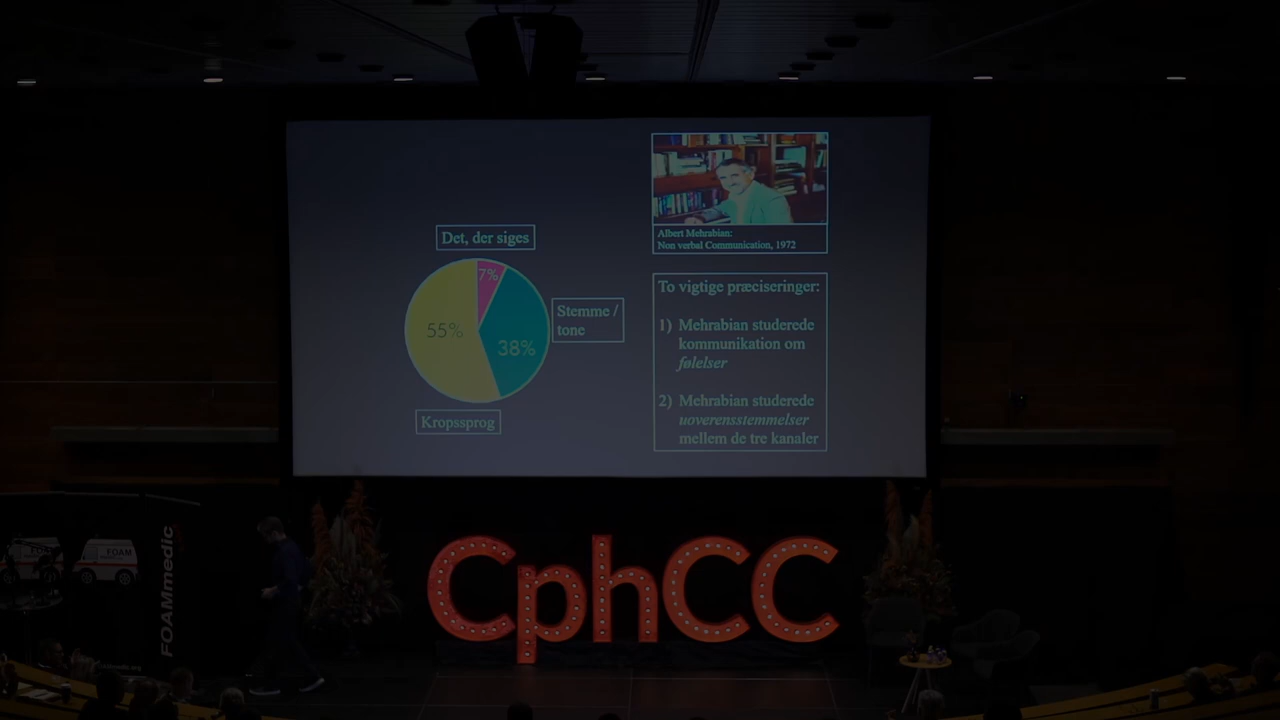 Det, der siges
7%
55%
38%
Stemme /
tone
Kropssprog
Albert Mehrabian:
Non verbal Communication, 1972
To vigtige præciseringer:
1) Mehrabian studerede
kommunikation om
følelser
2) Mehrabian studerede
uoverensstemmelser
mellem de tre kanaler
FOAM
FOAMmedic
CphCC